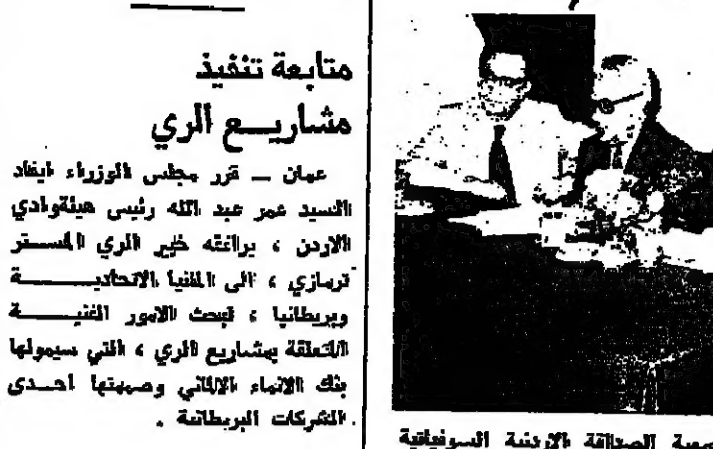 متابعة تنفيذ
مشاريع الري
عمان — قرر مجلس الوزراء ايفاد
السيد عمر عبد الله رئيس هيئة وادي
الاردن ، يرافقه خبير الري المستر
ترمازي ، الى المانيا الاتحادية
وبريطانيا ، لبحث الامور الفنية
المتعلقة بمشاريع الري ، التي سيمولها
بنك الانماء الالماني وصممتها احدى
الشركات البريطانية .
الصداقة الاردنية السوفياتية